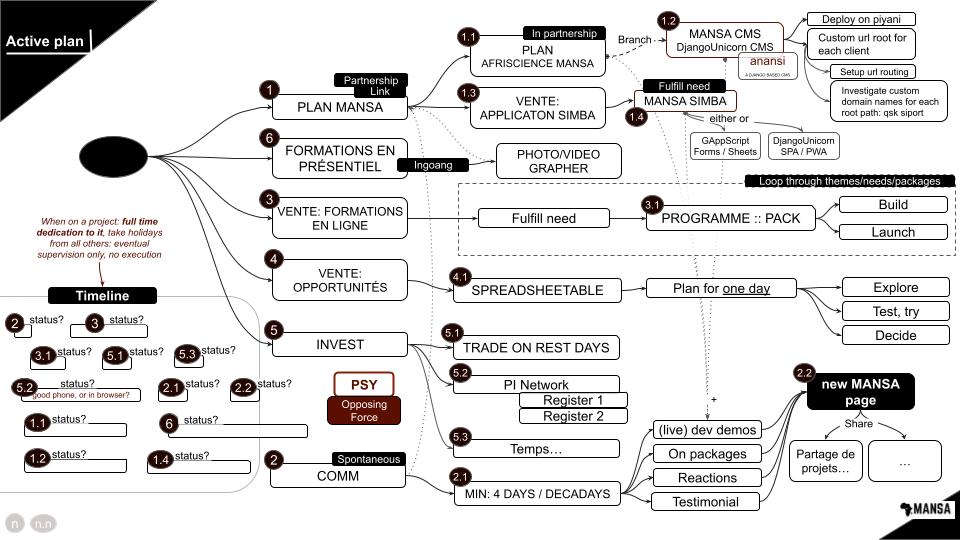 Active plan
1
Partnership
Link
PLAN MANSA
1.1
In partnership
PLAN
AFRISCIENCE MANSA
Branch
1.2
MANSA CMS
DjangoUnicorn CMS
anansi
A DJANGO BASED CMS
Deploy on piyani
Custom url root for
each client
Setup url routing
Investigate custom
domain names for each
root path: qsk siport
1.3
VENTE:
APPLICATON SIMBA
Fulfill need
MANSA SIMBA
1.4
either or
GAppScript
Forms / Sheets
DjangoUnicorn
SPA / PWA
6
FORMATIONS EN
PRÉSENTIEL
Ingoang
PHOTO/VIDEO
GRAPHER
Loop through themes/needs/packages
3
VENTE: FORMATIONS
EN LIGNE
Fulfill need
3.1
PROGRAMME :: PACK
Build
Launch
4
VENTE:
OPPORTUNITÉS
4.1
SPREADSHEETABLE
Plan for one day
Explore
Test, try
Decide
5
INVEST
5.1
TRADE ON REST DAYS
5.2
PI Network
Register 1
Register 2
5.3
Temps…
PSY
Opposing
Force
2
Spontaneous
COMM
2.1
MIN: 4 DAYS / DECADAYS
+
(live) dev demos
On packages
Reactions
Testimonial
2.2
new MANSA
page
Share
Partage de
projets…
…
When on a project: full time
dedication to it, take holidays
from all others: eventual
supervision only, no execution
Timeline
2
status?
3
status?
3.1
status?
5.1
status?
5.3
status?
5.2
status?
good phone, or in browser?
2.1
status?
2.2
status?
1.1
status?
6
status?
1.2
status?
1.4
status?
n
n.n
MANSA